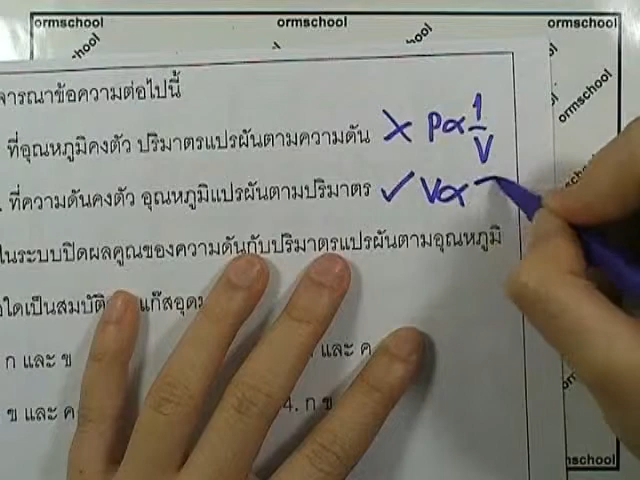 ormschool ormschool ormschool
ารณาข้อความต่อไปนี้
ที่อุณหภูมิคงตัว ปริมาตรแปรผันตามความดัน ✗ P∝1/V
. ที่ความดันคงตัว อุณหภูมิแปรผันตามปริมาตร ✓ V∝
ในระบบปิดผลคูณของความดันกับปริมาตรแปรผันตามอุณหภูมิ
ใดเป็นสมบัติ แก๊สอุดม
ก และ ข และ ค
ข และ ค 4. ก ข
ormschool